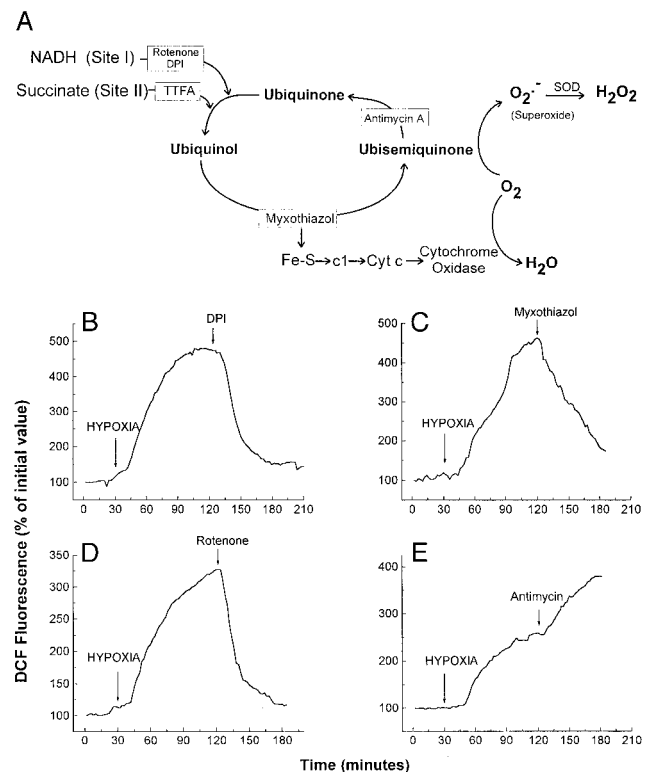 A
NADH (Site I)
Rotenone
DPI
Succinate (Site II)
TTFA
Ubiquinone
Antimycin A
Ubiquinol
Ubisemiquinone
O₂·⁻
(Superoxide)
SOD
H₂O₂
O₂
Myxothiazol
Fe-S→c1→Cyt c→
Cytochrome
Oxidase
H₂O
DCF Fluorescence (% of initial value)
B
DPI
HYPOXIA
500
400
300
200
100
0 30 60 90 120 150 180 210
C
Myxothiazol
HYPOXIA
500
400
300
200
100
0 30 60 90 120 150 180 210
D
Rotenone
HYPOXIA
350
300
250
200
150
100
0 30 60 90 120 150 180 210
E
Antimycin
HYPOXIA
400
300
200
100
0 30 60 90 120 150 180 210
Time (minutes)